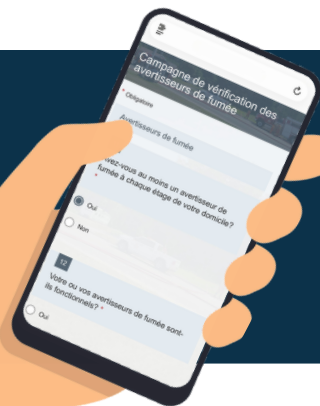 Campagne de vérification des
avertisseurs de fumée
* Obligatoire
Avertisseurs de fumée
vez-vous au moins un avertisseur de
fumée à chaque étage de votre domicile?
*
Oui
Non
12
Votre ou vos avertisseurs de fumée sont-
ils fonctionnels? *
Oui